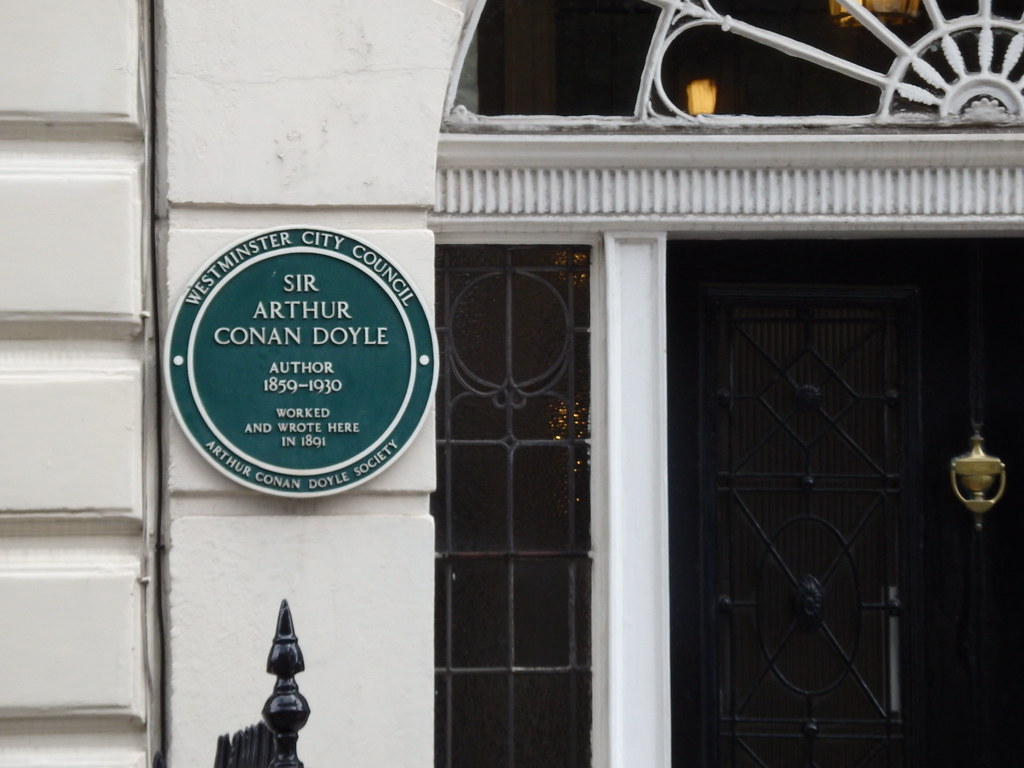 WESTMINSTER CITY COUNCIL
SIR
ARTHUR
CONAN DOYLE
AUTHOR
1859–1930
WORKED
AND WROTE HERE
IN 1891
ARTHUR CONAN DOYLE SOCIETY